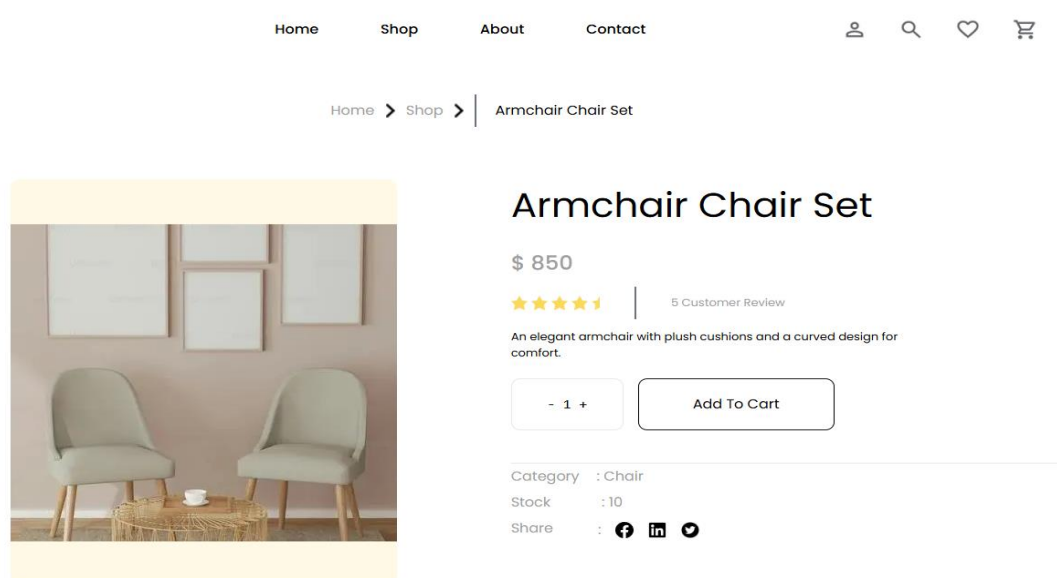 Home Shop About Contact
Home Shop Armchair Chair Set
Armchair Chair Set
$ 850
5 Customer Review
An elegant armchair with plush cushions and a curved design for
comfort.
- 1 +
Add To Cart
Category : Chair
Stock : 10
Share :